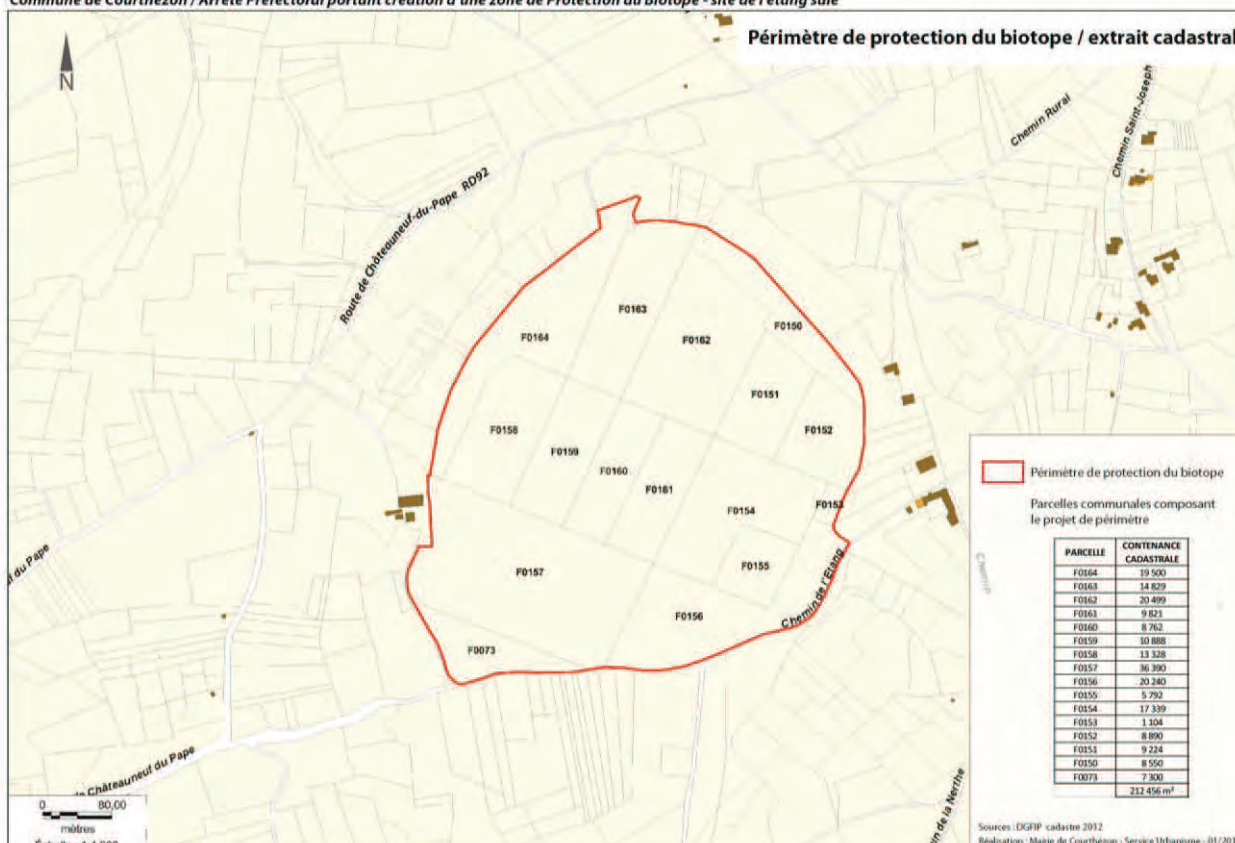 Commune de Courthézon / Arrêté Préfectoral portant création d'une zone de Protection du Biotope - site de l'étang salé
Périmètre de protection du biotope / extrait cadastral
N
Chemin Rural
Chemin Saint-Joseph
Route de Châteauneuf-du-Pape RD92
F0163
F0164
F0162
F0150
F0151
F0158
F0152
F0159
F0160
F0161
F0154
F0153
F0157
F0155
F0156
Chemin de l'Etang
F0073
du Pape
Châteauneuf du Pape
de la Nerthe
Chemin
Périmètre de protection du biotope
Parcelles communales composant
le projet de périmètre
PARCELLE CONTENANCE CADASTRALE
F0164 19 500
F0163 14 829
F0162 20 499
F0161 9 821
F0160 8 762
F0159 10 888
F0158 13 328
F0157 36 390
F0156 20 240
F0155 5 792
F0154 17 339
F0153 1 104
F0152 8 890
F0151 9 224
F0150 8 550
F0073 7 300
212 456 m²
0 80,00
mètres
Sources : DGFIP cadastre 2012
Réalisation : Mairie de Courthézon - Service Urbanisme - 01/201